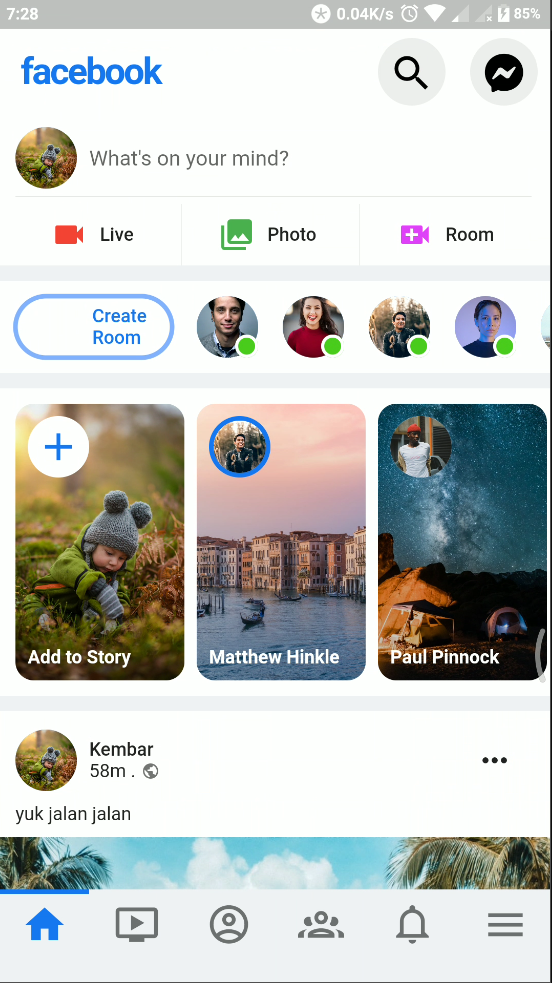 7:28 0.04K/s 85%
facebook
What's on your mind?
Live Photo Room
Create
Room
Add to Story Matthew Hinkle Paul Pinnock
Kembar
58m .
yuk jalan jalan